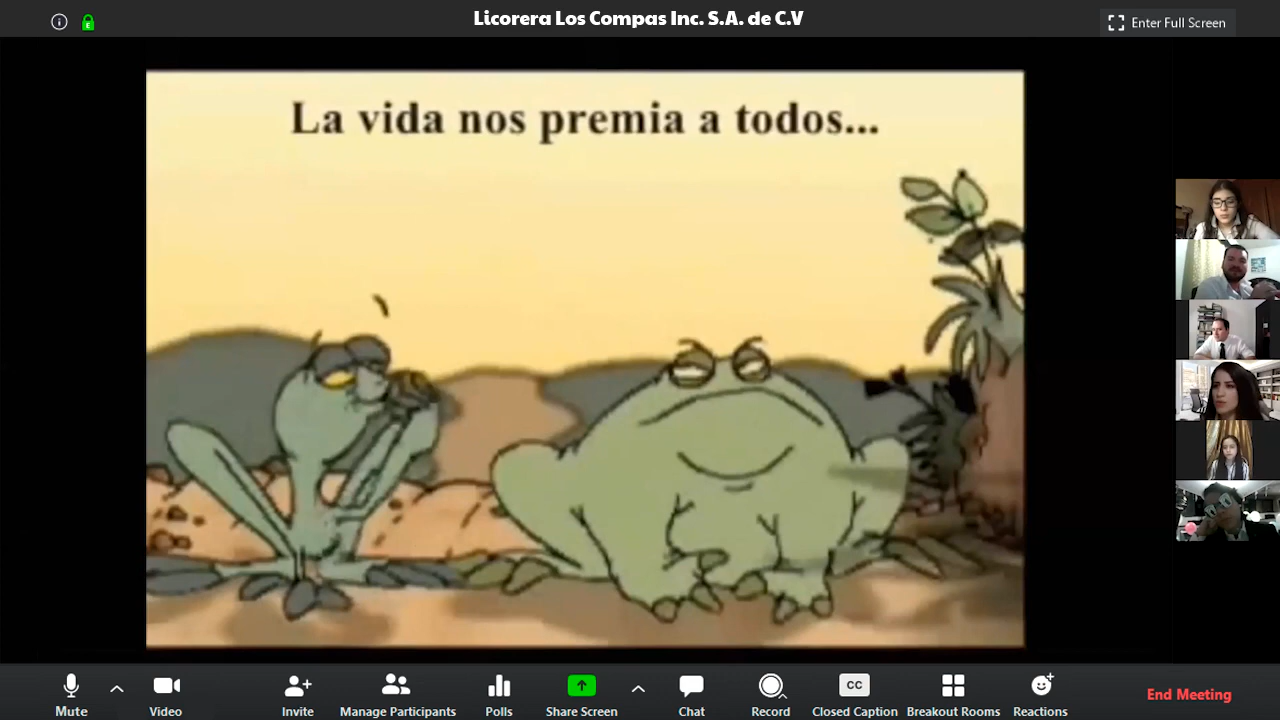 Licorera Los Compas Inc. S.A. de C.V
Enter Full Screen
La vida nos premia a todos...
Mute
Video
Invite
Manage Participants
Polls
Share Screen
Chat
Record
CC
Closed Caption
Breakout Rooms
Reactions
End Meeting